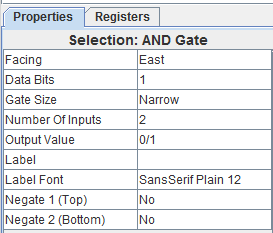 Properties Registers
Selection: AND Gate
Facing East
Data Bits 1
Gate Size Narrow
Number Of Inputs 2
Output Value 0/1
Label
Label Font SansSerif Plain 12
Negate 1 (Top) No
Negate 2 (Bottom) No